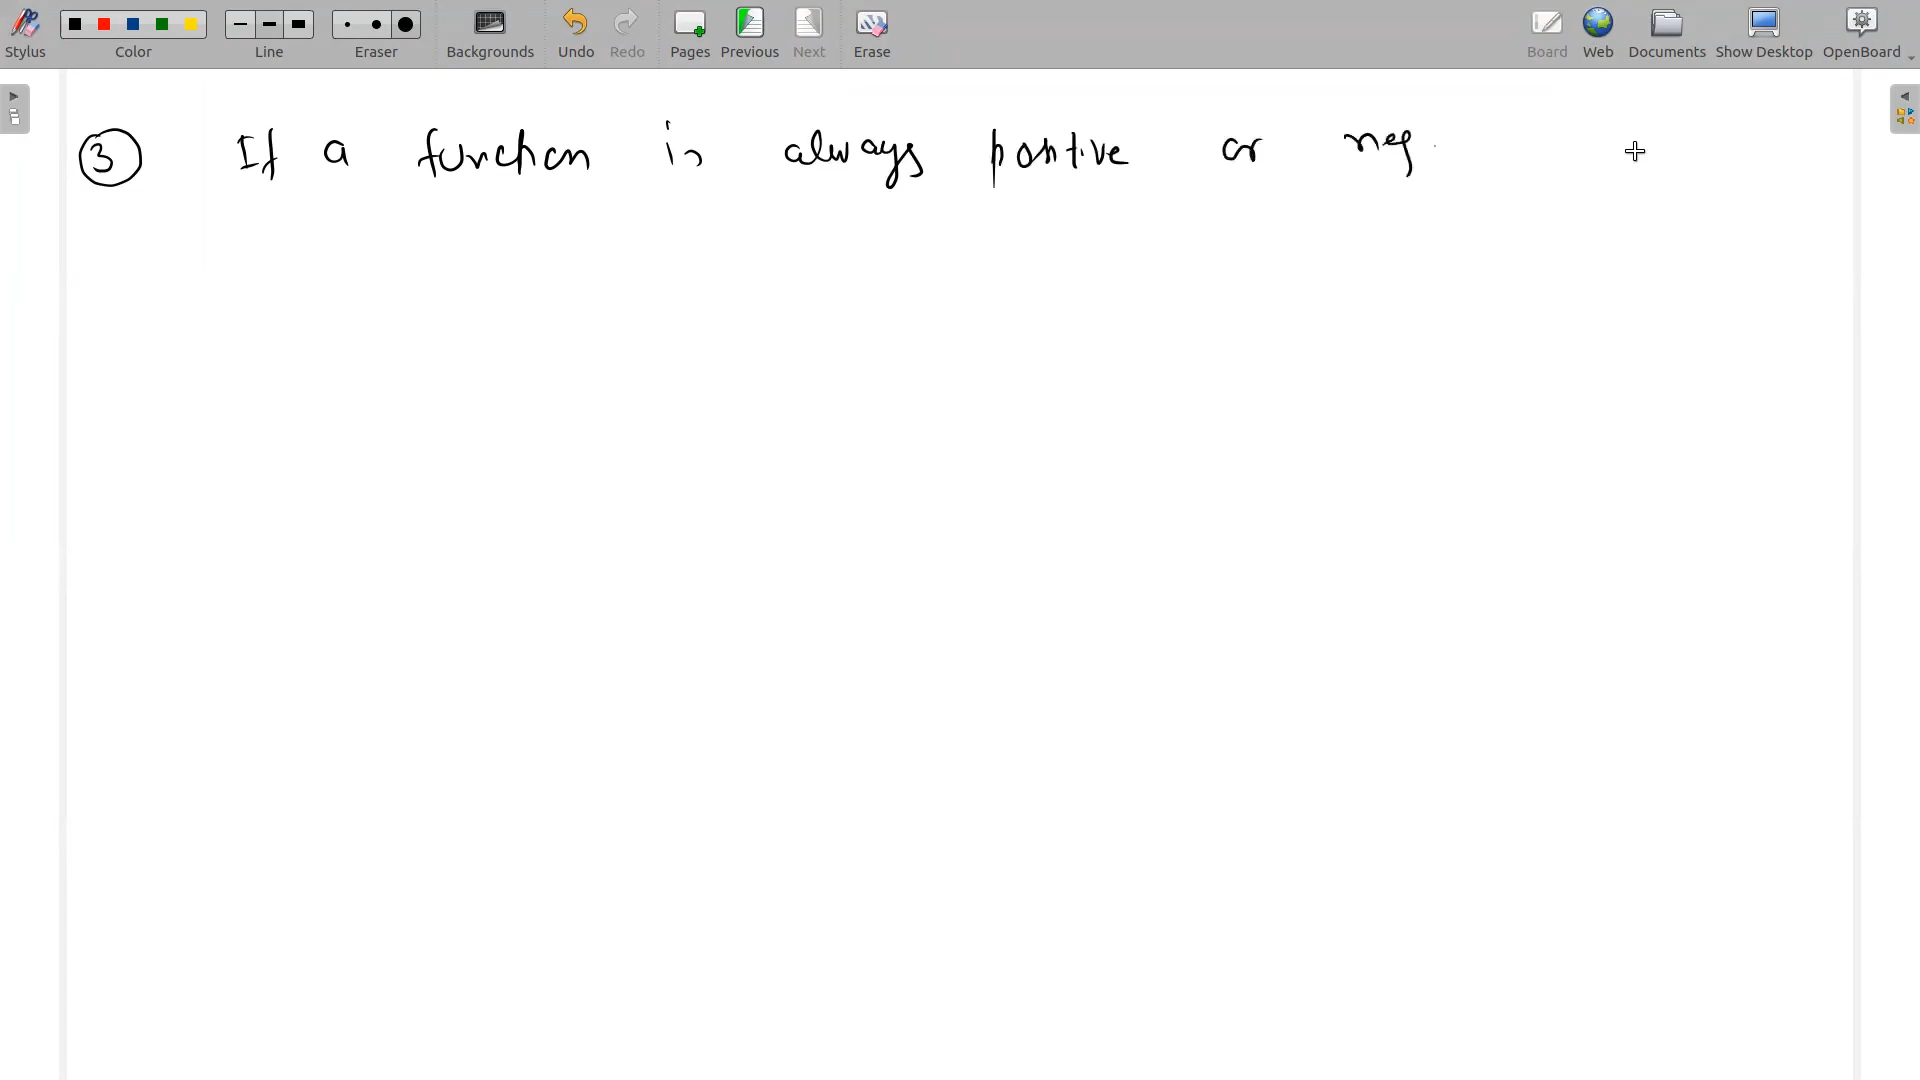 Stylus Color Line Eraser Backgrounds Undo Redo Pages Previous Next Erase Board Web Documents Show Desktop OpenBoard
3 If a function is always positive or neg.